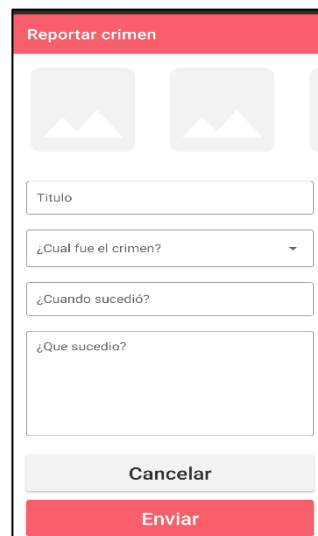 Reportar crimen
Titulo
¿Cual fue el crimen?
¿Cuando sucedió?
¿Que sucedio?
Cancelar
Enviar